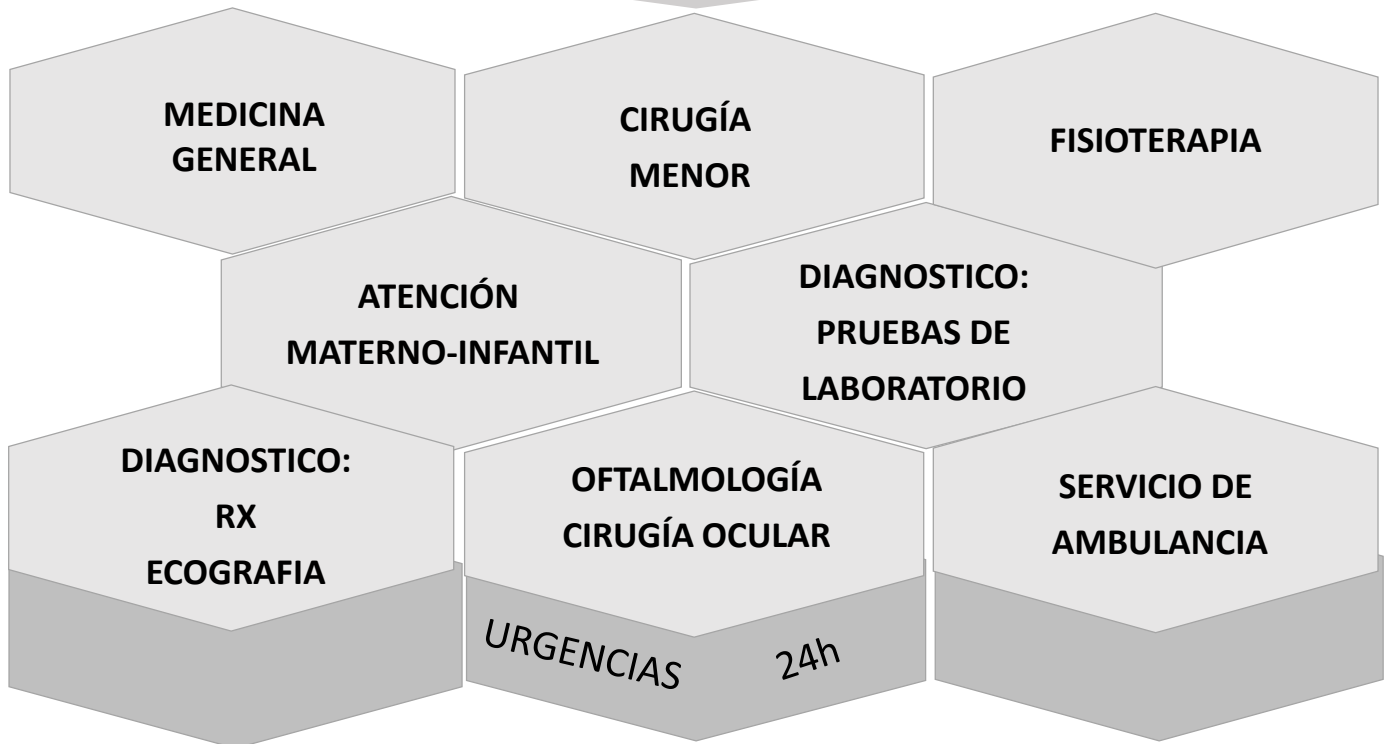 MEDICINA
GENERAL
CIRUGÍA
MENOR
FISIOTERAPIA
ATENCIÓN
MATERNO-INFANTIL
DIAGNOSTICO:
PRUEBAS DE
LABORATORIO
DIAGNOSTICO:
RX
ECOGRAFIA
OFTALMOLOGÍA
CIRUGÍA OCULAR
SERVICIO DE
AMBULANCIA
URGENCIAS 24h